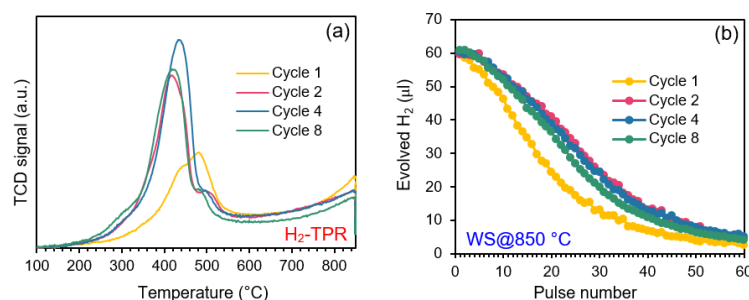 (a)
Cycle 1
Cycle 2
Cycle 4
Cycle 8
H₂-TPR
TCD signal (a.u.)
100 200 300 400 500 600 700 800
Temperature (°C)
(b)
70
60
50
40
30
20
10
0
Cycle 1
Cycle 2
Cycle 4
Cycle 8
WS@850 °C
Evolved H₂ (µl)
0 10 20 30 40 50 60
Pulse number